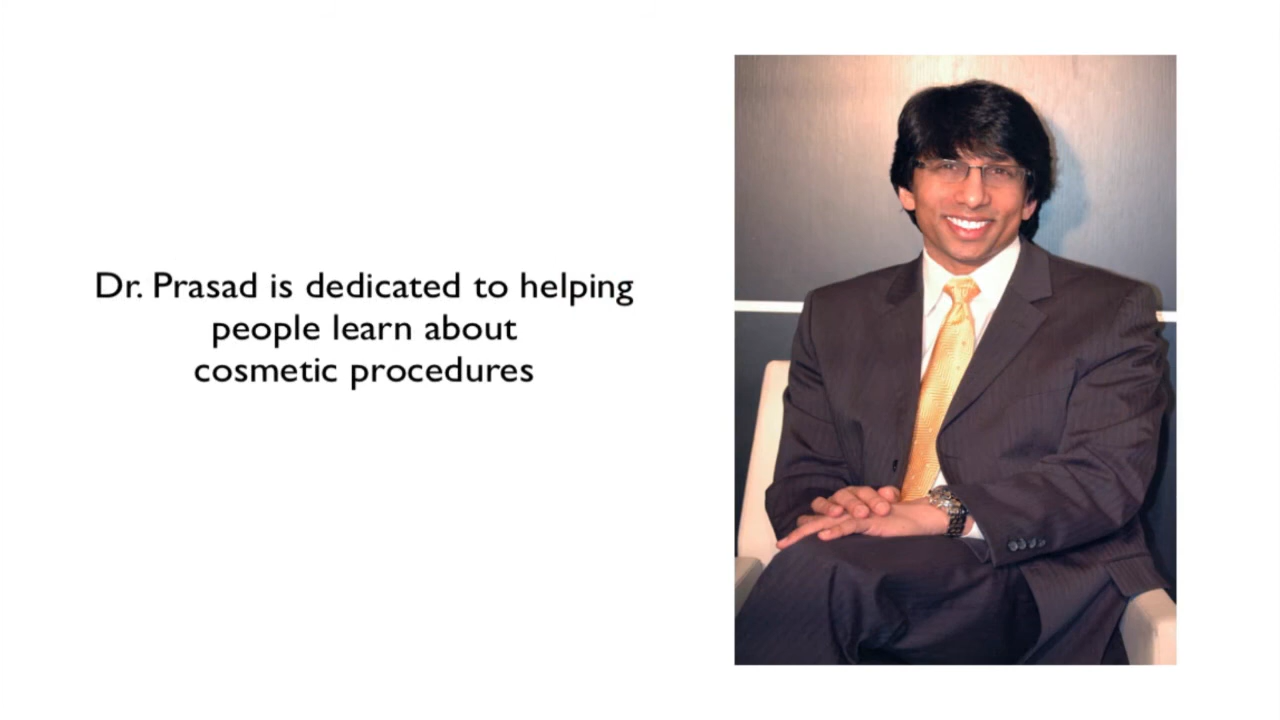 Dr. Prasad is dedicated to helping
people learn about
cosmetic procedures